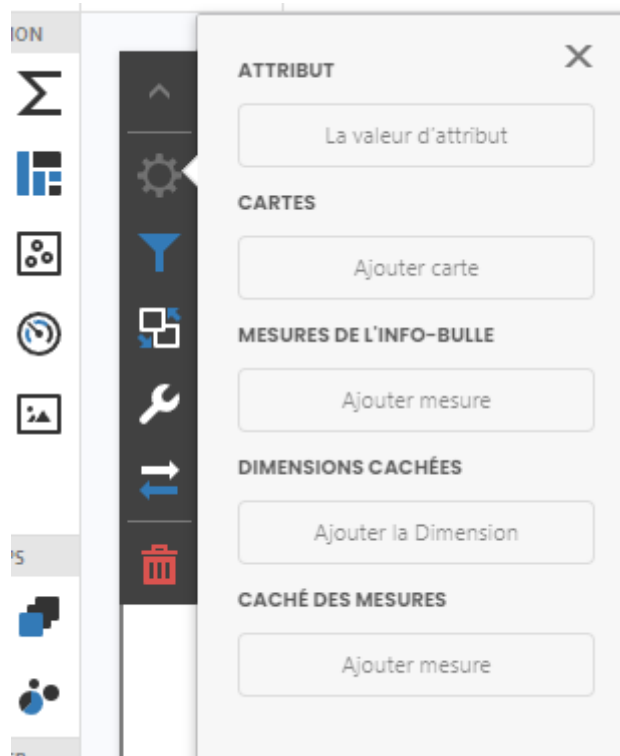 ION
ATTRIBUT
La valeur d'attribut
CARTES
Ajouter carte
MESURES DE L'INFO-BULLE
Ajouter mesure
DIMENSIONS CACHÉES
Ajouter la Dimension
CACHÉ DES MESURES
Ajouter mesure